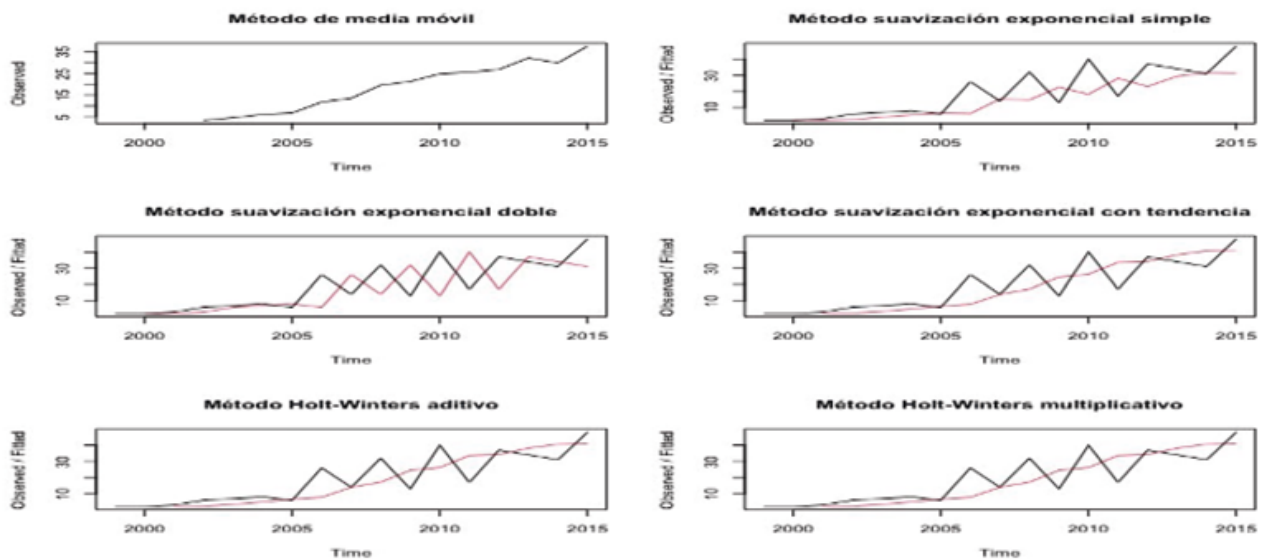 Método de media móvil
Observed
5
15
25
35
2000
2005
2010
2015
Time
Método suavización exponencial simple
Observed / Fitted
10
30
2000
2005
2010
2015
Time
Método suavización exponencial doble
Observed / Fitted
10
30
2000
2005
2010
2015
Time
Método suavización exponencial con tendencia
Observed / Fitted
10
30
2000
2005
2010
2015
Time
Método Holt-Winters aditivo
Observed / Fitted
10
30
2000
2005
2010
2015
Time
Método Holt-Winters multiplicativo
Observed / Fitted
10
30
2000
2005
2010
2015
Time